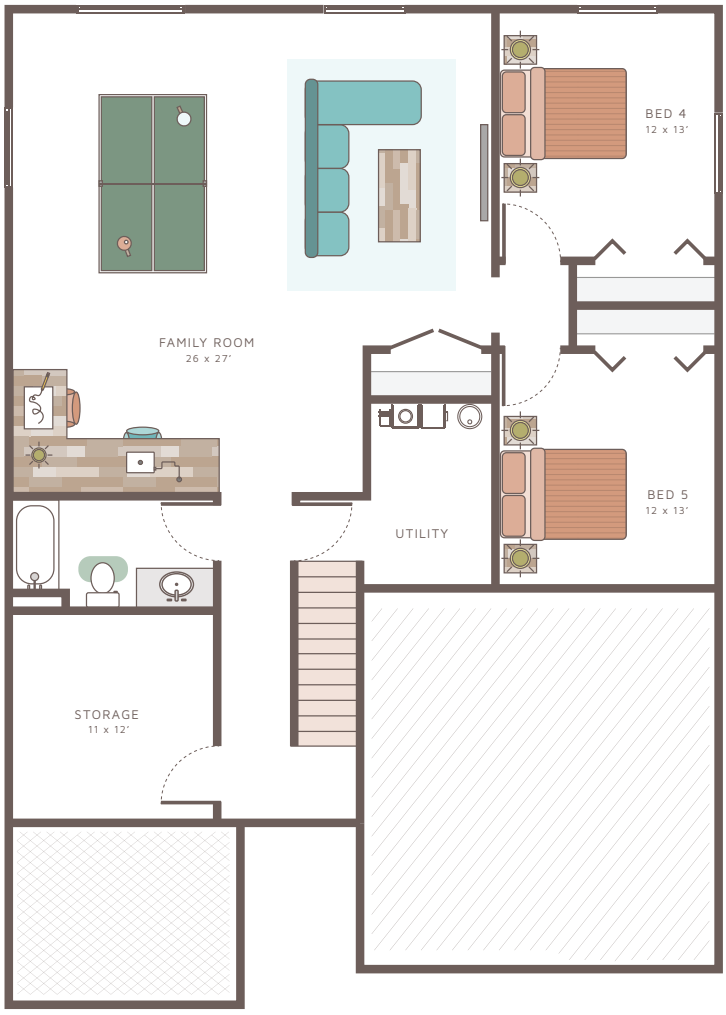 BED 4
12 x 13’
FAMILY ROOM
26 x 27’
BED 5
12 x 13’
UTILITY
STORAGE
11 x 12’